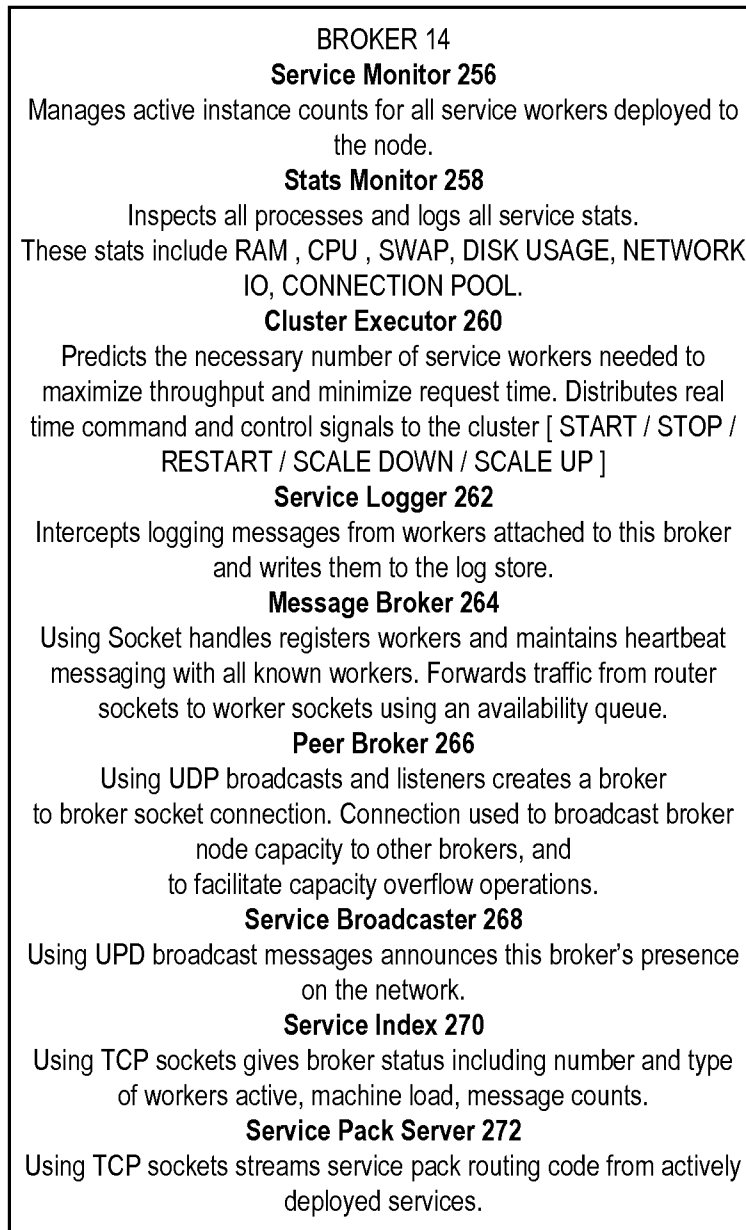 BROKER 14
Service Monitor 256
Manages active instance counts for all service workers deployed to
the node.
Stats Monitor 258
Inspects all processes and logs all service stats.
These stats include RAM , CPU , SWAP, DISK USAGE, NETWORK
IO, CONNECTION POOL.
Cluster Executor 260
Predicts the necessary number of service workers needed to
maximize throughput and minimize request time. Distributes real
time command and control signals to the cluster [ START / STOP /
RESTART / SCALE DOWN / SCALE UP ]
Service Logger 262
Intercepts logging messages from workers attached to this broker
and writes them to the log store.
Message Broker 264
Using Socket handles registers workers and maintains heartbeat
messaging with all known workers. Forwards traffic from router
sockets to worker sockets using an availability queue.
Peer Broker 266
Using UDP broadcasts and listeners creates a broker
to broker socket connection. Connection used to broadcast broker
node capacity to other brokers, and
to facilitate capacity overflow operations.
Service Broadcaster 268
Using UPD broadcast messages announces this broker's presence
on the network.
Service Index 270
Using TCP sockets gives broker status including number and type
of workers active, machine load, message counts.
Service Pack Server 272
Using TCP sockets streams service pack routing code from actively
deployed services.